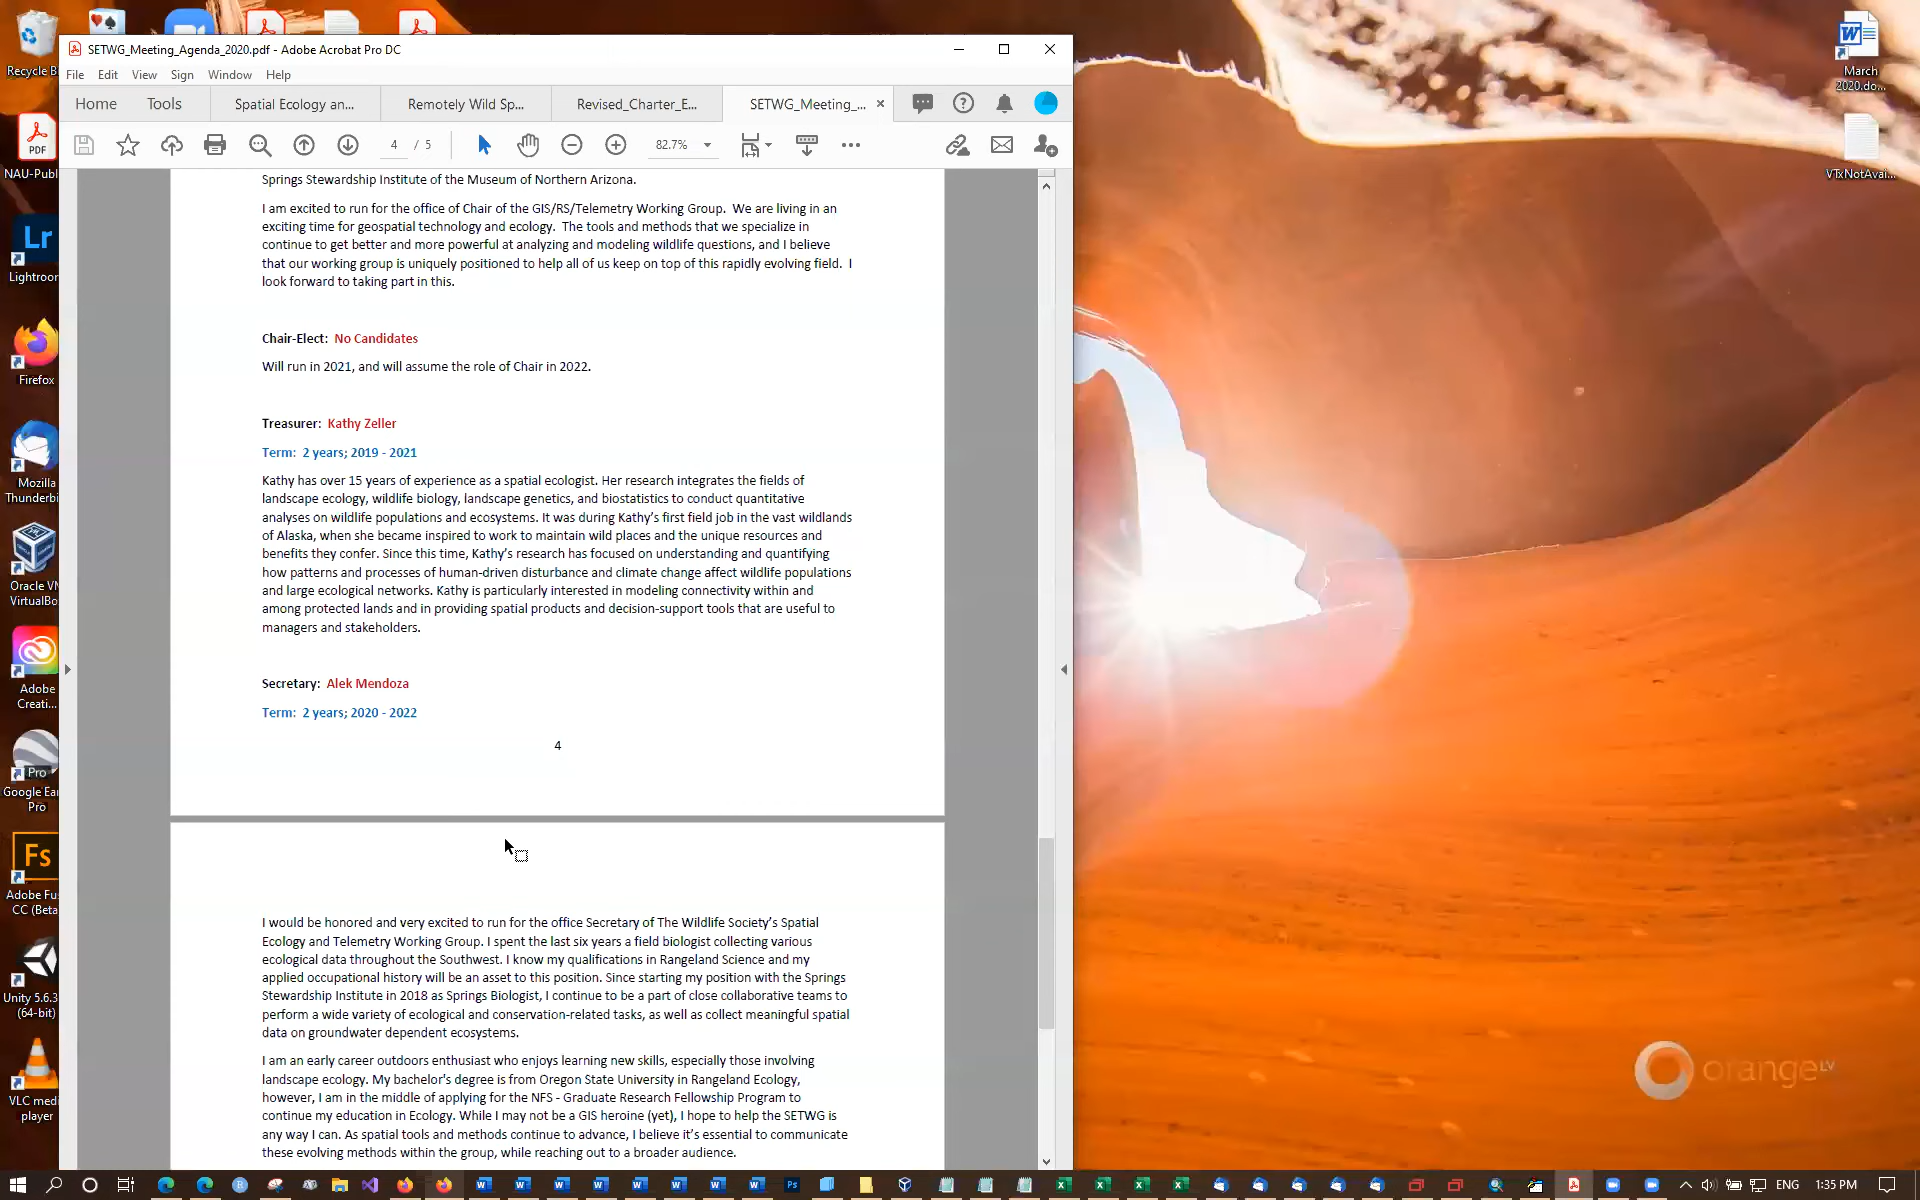 SETWG_Meeting_Agenda_2020.pdf - Adobe Acrobat Pro DC
File Edit View Sign Window Help
Home Tools Spatial Ecology an... Remotely Wild Sp... Revised_Charter_E... SETWG_Meeting_... ×
4 / 5 82.7%
Springs Stewardship Institute of the Museum of Northern Arizona.
I am excited to run for the office of Chair of the GIS/RS/Telemetry Working Group. We are living in an
exciting time for geospatial technology and ecology. The tools and methods that we specialize in
continue to get better and more powerful at analyzing and modeling wildlife questions, and I believe
that our working group is uniquely positioned to help all of us keep on top of this rapidly evolving field. I
look forward to taking part in this.
Chair-Elect: No Candidates
Will run in 2021, and will assume the role of Chair in 2022.
Treasurer: Kathy Zeller
Term: 2 years; 2019 - 2021
Kathy has over 15 years of experience as a spatial ecologist. Her research integrates the fields of
landscape ecology, wildlife biology, landscape genetics, and biostatistics to conduct quantitative
analyses on wildlife populations and ecosystems. It was during Kathy's first field job in the vast wildlands
of Alaska, when she became inspired to work to maintain wild places and the unique resources and
benefits they confer. Since this time, Kathy's research has focused on understanding and quantifying
how patterns and processes of human-driven disturbance and climate change affect wildlife populations
and large ecological networks. Kathy is particularly interested in modeling connectivity within and
among protected lands and in providing spatial products and decision-support tools that are useful to
managers and stakeholders.
Secretary: Alek Mendoza
Term: 2 years; 2020 - 2022
4
I would be honored and very excited to run for the office Secretary of The Wildlife Society's Spatial
Ecology and Telemetry Working Group. I spent the last six years a field biologist collecting various
ecological data throughout the Southwest. I know my qualifications in Rangeland Science and my
applied occupational history will be an asset to this position. Since starting my position with the Springs
Stewardship Institute in 2018 as Springs Biologist, I continue to be a part of close collaborative teams to
perform a wide variety of ecological and conservation-related tasks, as well as collect meaningful spatial
data on groundwater dependent ecosystems.
I am an early career outdoors enthusiast who enjoys learning new skills, especially those involving
landscape ecology. My bachelor's degree is from Oregon State University in Rangeland Ecology,
however, I am in the middle of applying for the NFS - Graduate Research Fellowship Program to
continue my education in Ecology. While I may not be a GIS heroine (yet), I hope to help the SETWG is
any way I can. As spatial tools and methods continue to advance, I believe it's essential to communicate
these evolving methods within the group, while reaching out to a broader audience.
Recycle B
PDF
NAU-Publ
Lr
Lightroom
Firefox
Mozilla
Thunderbi
Oracle VM
VirtualBo
Adobe
Creati...
Pro
Google Ear
Pro
Fs
Adobe Fu
CC (Beta
Unity 5.6.3
(64-bit)
VLC medi
player
March
2020.do...
VTxNotAvai...
orange LV
ENG 1:35 PM